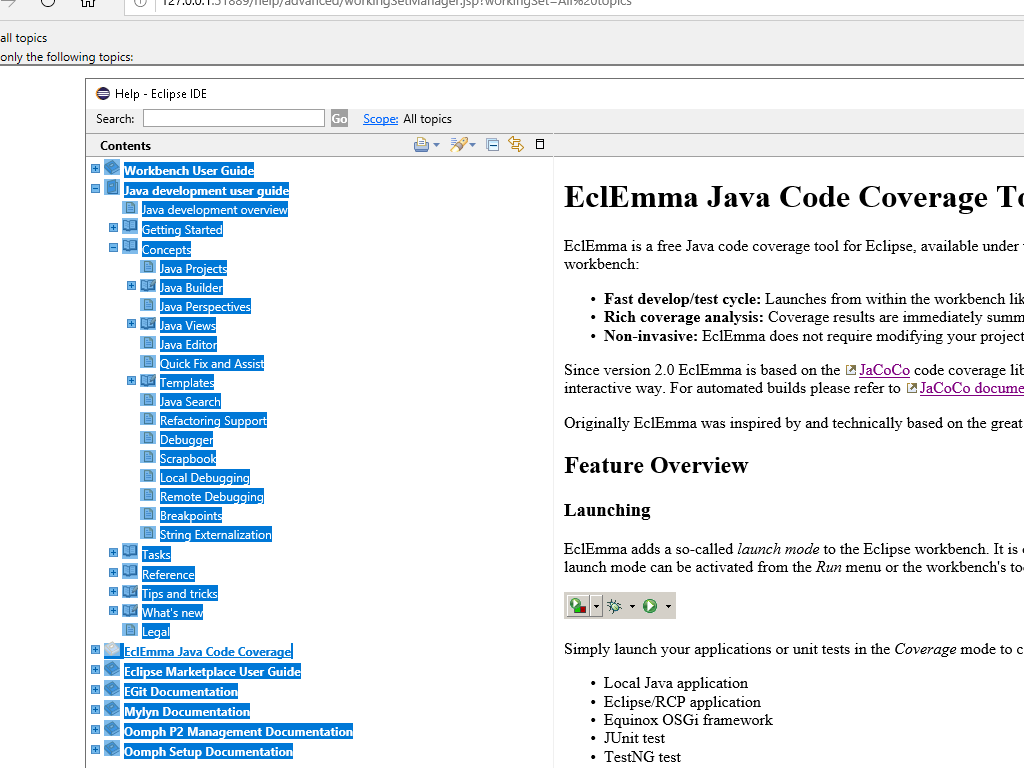 127.0.0.1:51889/help/advanced/workingSetManager.jsp?workingSet=All%20topics
all topics
only the following topics:
Help - Eclipse IDE
Search: Go Scope: All topics
Contents
Workbench User Guide
Java development user guide
Java development overview
Getting Started
Concepts
Java Projects
Java Builder
Java Perspectives
Java Views
Java Editor
Quick Fix and Assist
Templates
Java Search
Refactoring Support
Debugger
Scrapbook
Local Debugging
Remote Debugging
Breakpoints
String Externalization
Tasks
Reference
Tips and tricks
What's new
Legal
EclEmma Java Code Coverage
Eclipse Marketplace User Guide
EGit Documentation
Mylyn Documentation
Oomph P2 Management Documentation
Oomph Setup Documentation
EclEmma Java Code Coverage
EclEmma is a free Java code coverage tool for Eclipse, available under
workbench:
• Fast develop/test cycle: Launches from within the workbench
• Rich coverage analysis: Coverage results are immediately
• Non-invasive: EclEmma does not require modifying your project
Since version 2.0 EclEmma is based on the JaCoCo code coverage
interactive way. For automated builds please refer to JaCoCo
Originally EclEmma was inspired by and technically based on the great
Feature Overview
Launching
EclEmma adds a so-called launch mode to the Eclipse workbench. It is
launch mode can be activated from the Run menu or the workbench's
Simply launch your applications or unit tests in the Coverage mode to
• Local Java application
• Eclipse/RCP application
• Equinox OSGi framework
• JUnit test
• TestNG test